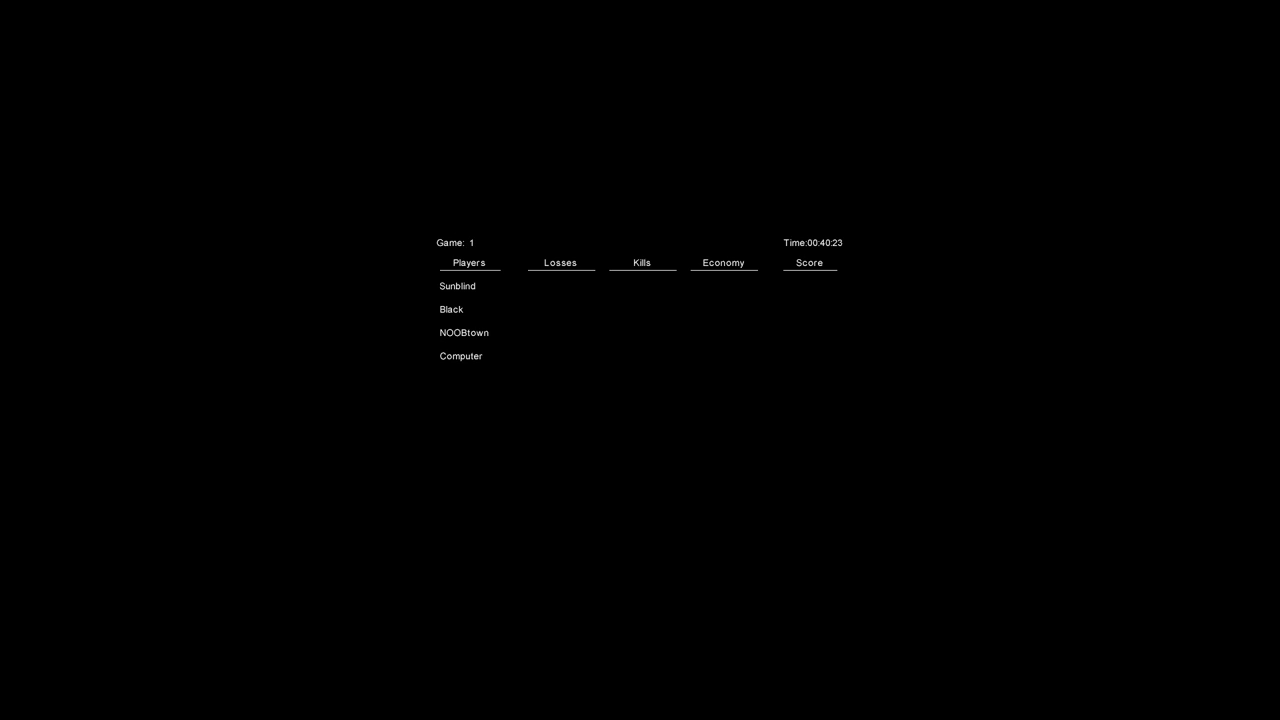 Game: 1 Time:00:40:23
Players Losses Kills Economy Score
Sunblind
Black
NOOBtown
Computer